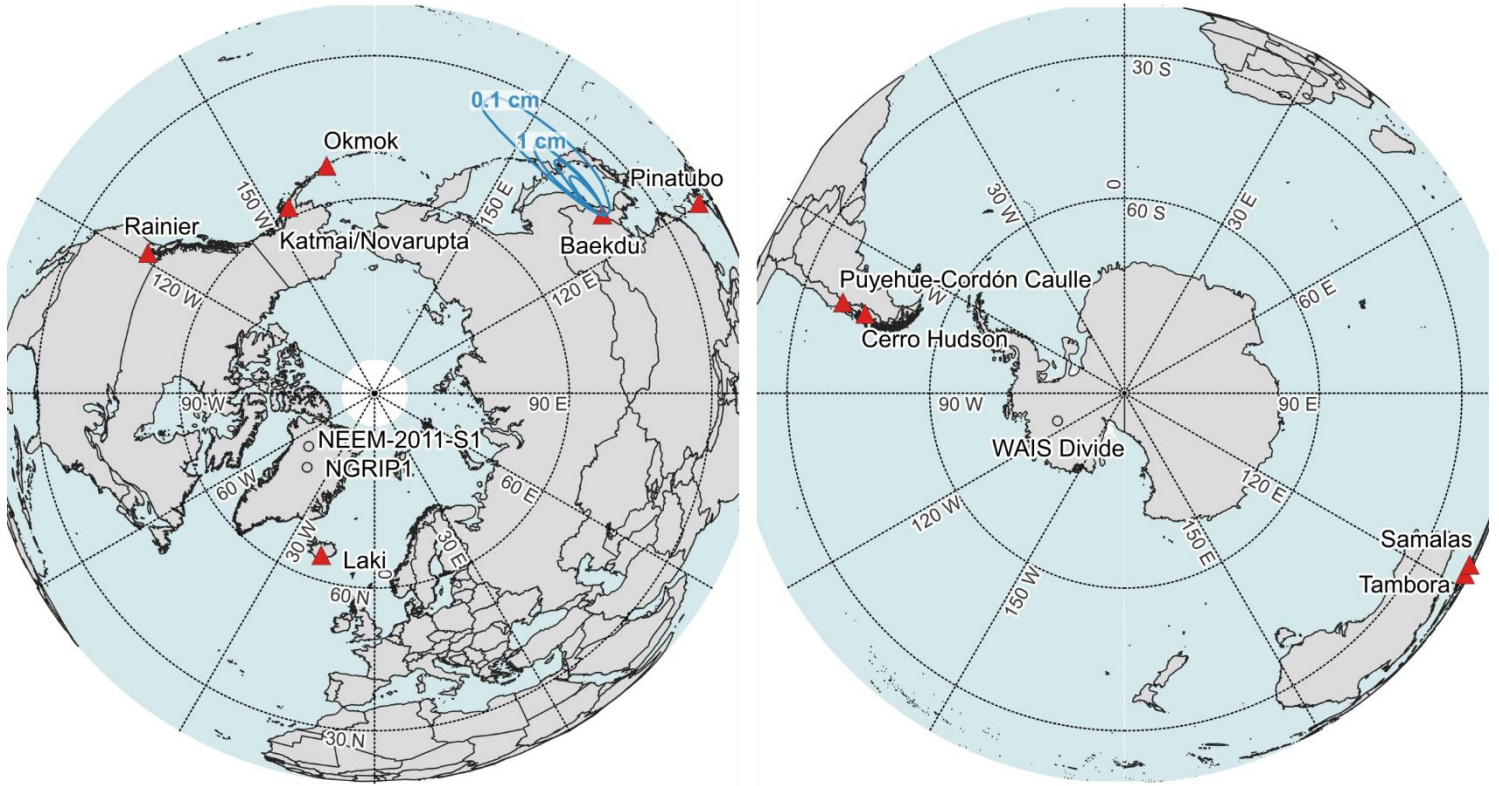 0.1 cm
1 cm
Okmok
Pinatubo
150 W
150 E
Rainier
Katmai/Novarupta
Baekdu
120 W
120 E
90 W
90 E
NEEM-2011-S1
NGRIP1
60 W
60 E
30 W
Laki
0
30 E
60 N
30 N
30 S
0
30 W
60 S
30 E
Puyehue-Cordón Caulle
W
60 E
Cerro Hudson
90 W
90 E
WAIS Divide
120 W
120 E
150 E
150 W
Samalas
Tambora